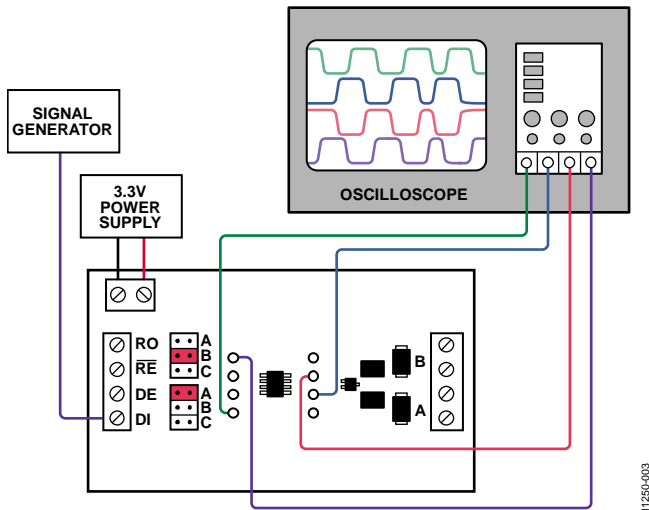 SIGNAL
GENERATOR
3.3V
POWER
SUPPLY
OSCILLOSCOPE
RO
RE
DE
DI
A
B
C
A
B
C
B
A
11250-003